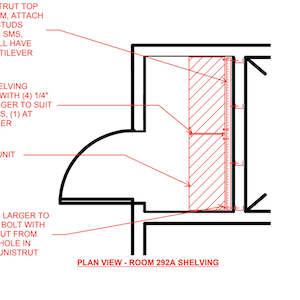 TRUT TOP
M, ATTACH
STUDS
SMS,
LL HAVE
TILEVER
ELVING
WITH (4) 1/4"
RGER TO SUIT
S, (1) AT
ER
UNIT
LARGER TO
BOLT WITH
UT FROM
HOLE IN
UNISTRUT
PLAN VIEW - ROOM 292A SHELVING